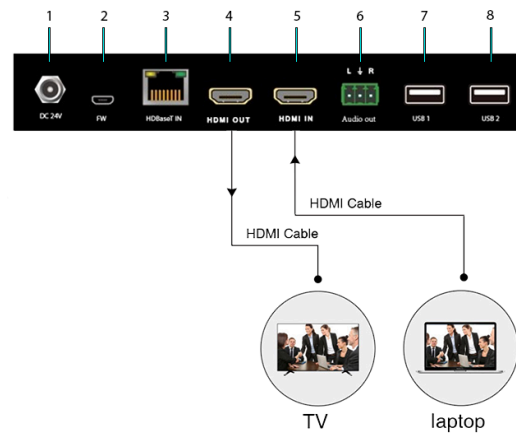 1 2 3 4 5 6 7 8
L R
DC 24V FW HDBaseT IN HDMI OUT HDMI IN Audio out USB 1 USB 2
HDMI Cable
HDMI Cable
TV laptop